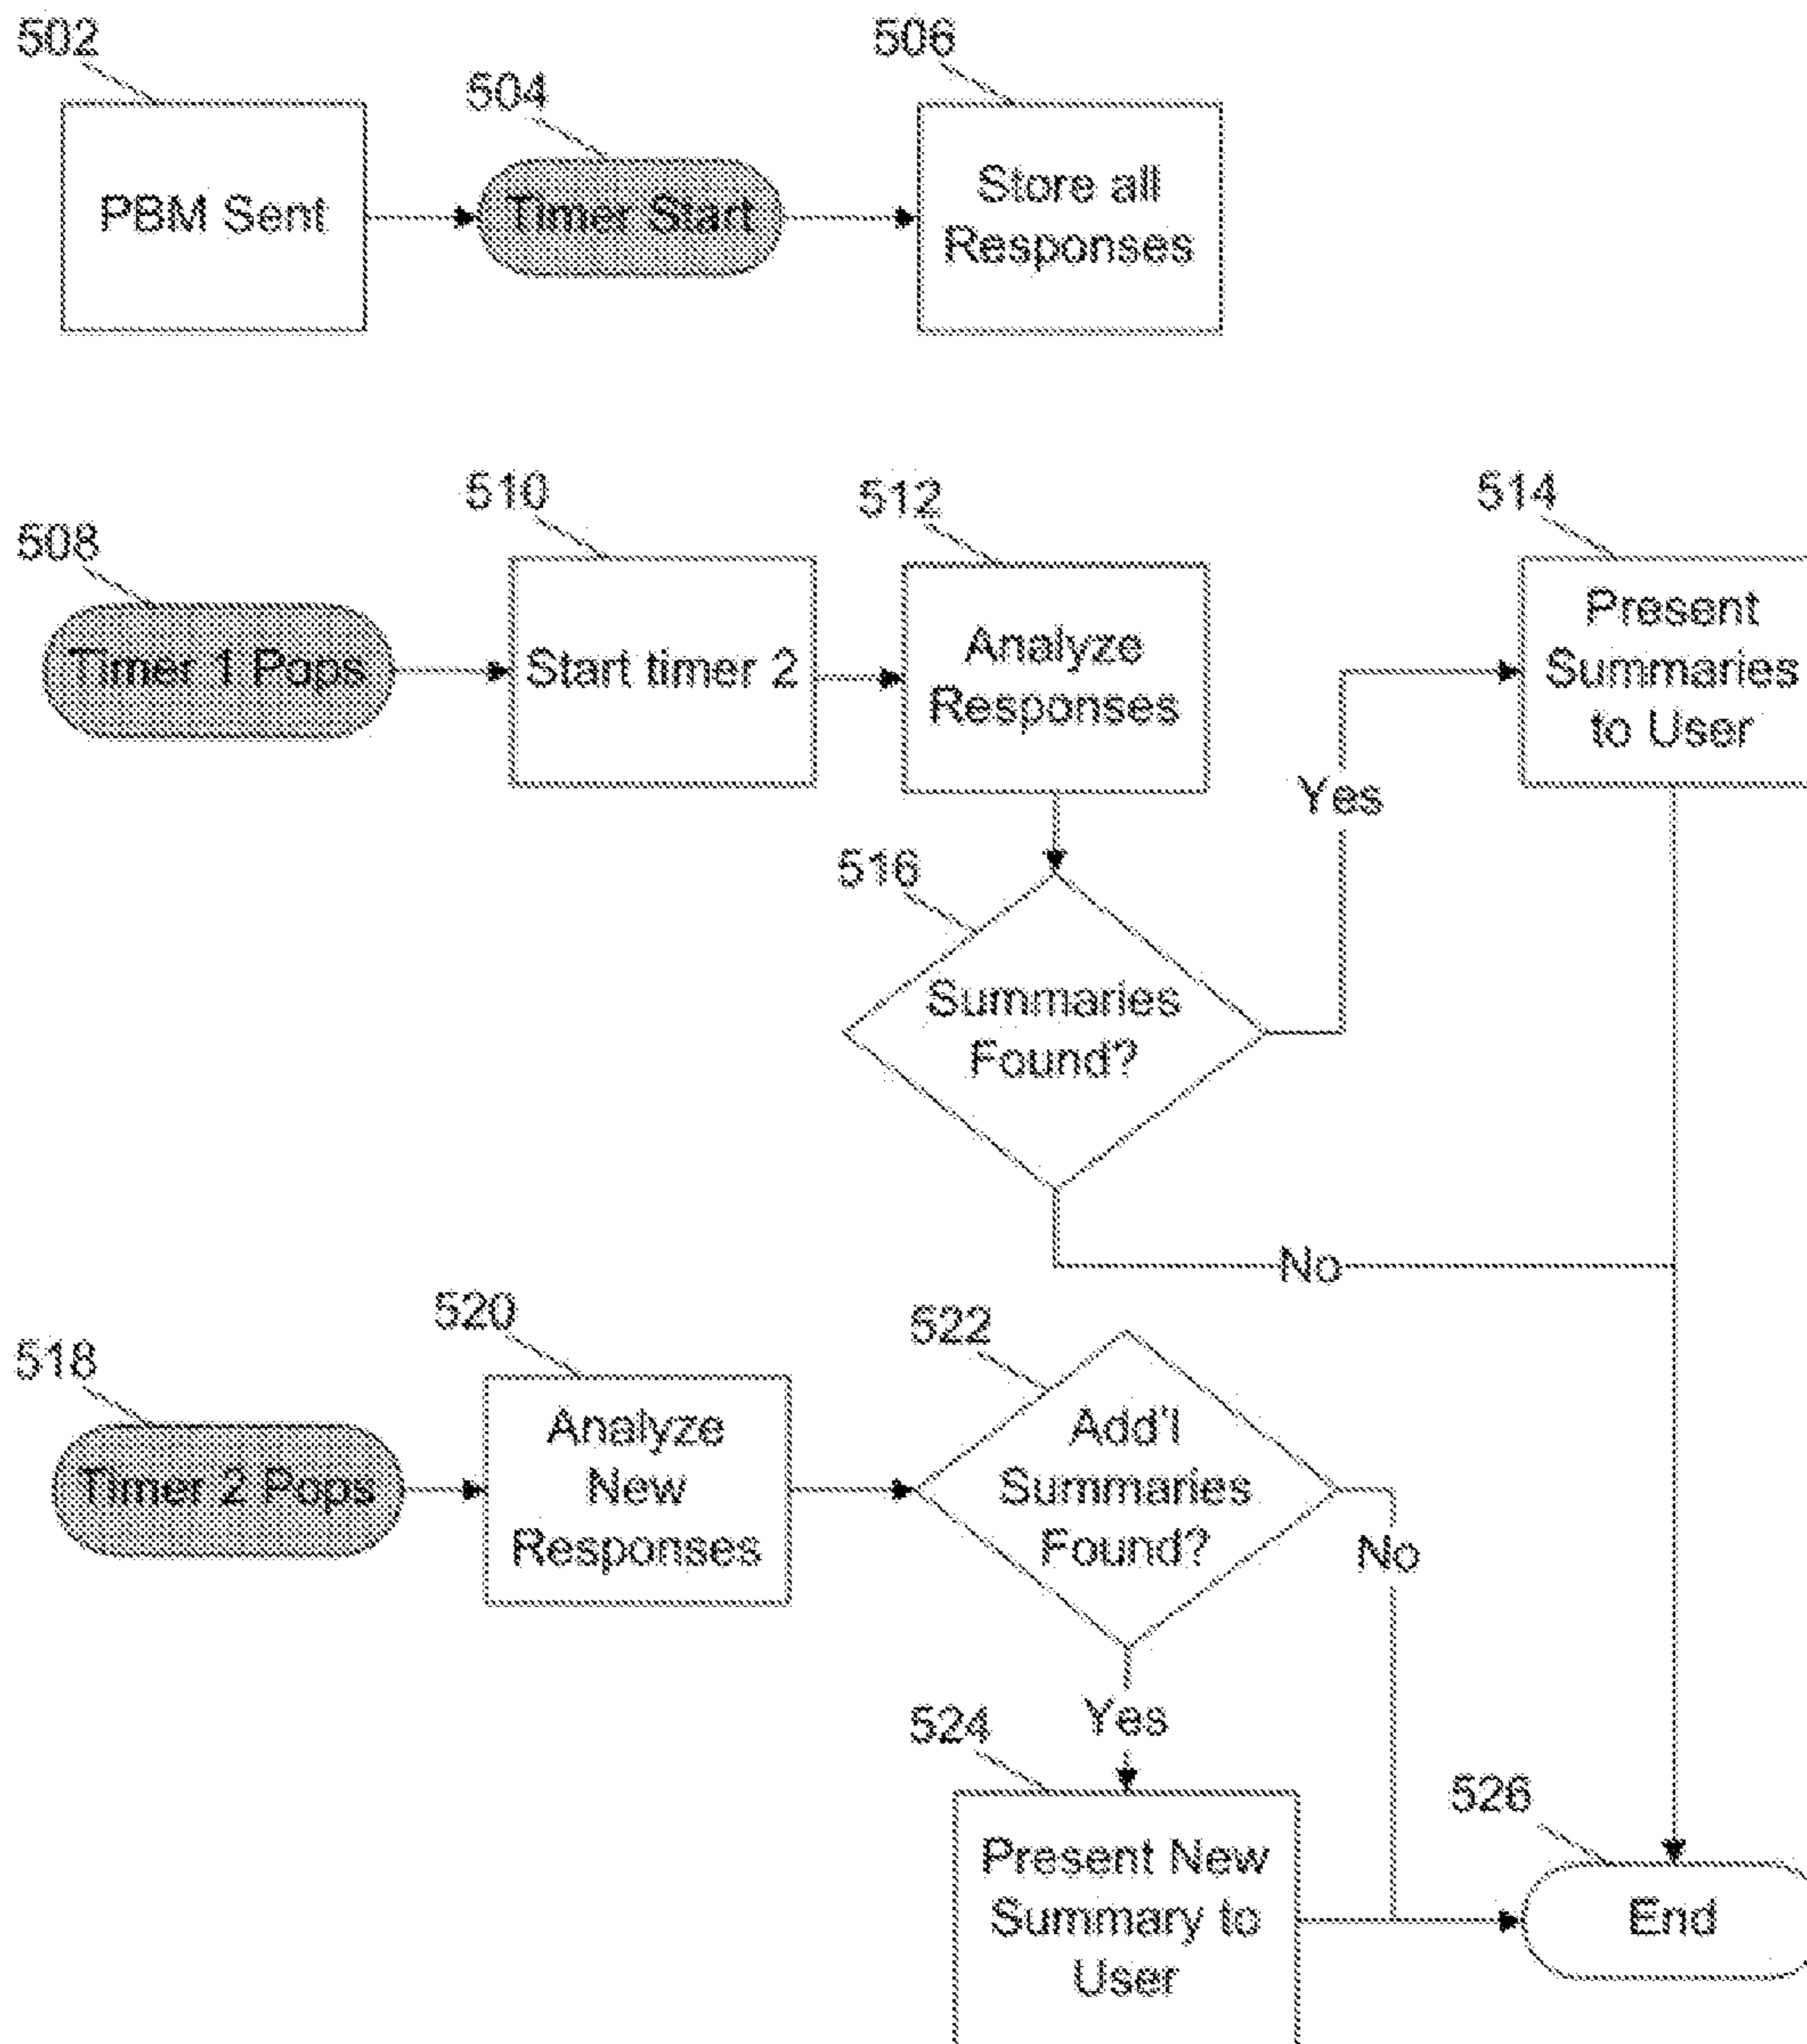 502
504
506
PBM Sent
Timer Start
Store all
Responses
508
510
512
514
Timer 1 Pops
Start timer 2
Analyze
Responses
Present
Summaries
to User
Yes
516
Summaries
Found?
No
518
520
522
Timer 2 Pops
Analyze
New
Responses
Add'l
Summaries
Found?
No
Yes
524
526
Present New
Summary to
User
End